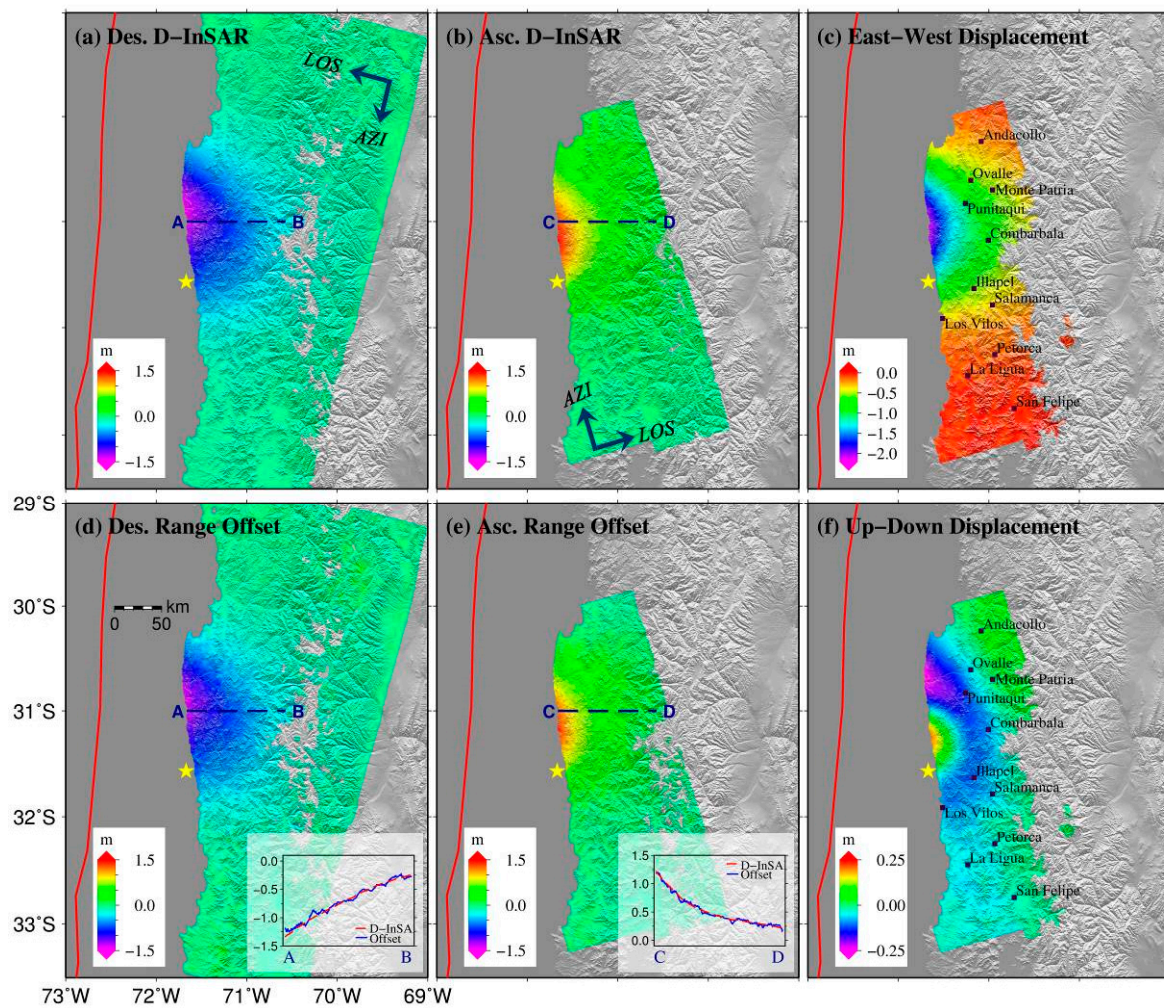 (a) Des. D-InSAR
LOS
AZI
A
B
m
1.5
0.0
−1.5
(b) Asc. D-InSAR
C
D
AZI
LOS
m
1.5
0.0
−1.5
(c) East-West Displacement
Andacollo
Ovalle
Monte Patria
Punitaqui
Combarbala
Illapel
Salamanca
Los Vilos
Petorca
La Ligua
San Felipe
m
0.0
−0.5
−1.0
−1.5
−2.0
29°S
30°S
31°S
32°S
33°S
(d) Des. Range Offset
km
0 50
A
B
m
1.5
0.0
−1.5
0.0
−0.5
−1.0
−1.5
D−InSA
Offset
A
B
73°W 72°W 71°W 70°W 69°W
(e) Asc. Range Offset
C
D
m
1.5
0.0
−1.5
1.5
1.0
0.5
0.0
D−InSA
Offset
C
D
(f) Up-Down Displacement
Andacollo
Ovalle
Monte Patria
Punitaqui
Combarbala
Illapel
Salamanca
Los Vilos
Petorca
La Ligua
San Felipe
m
0.25
0.00
−0.25